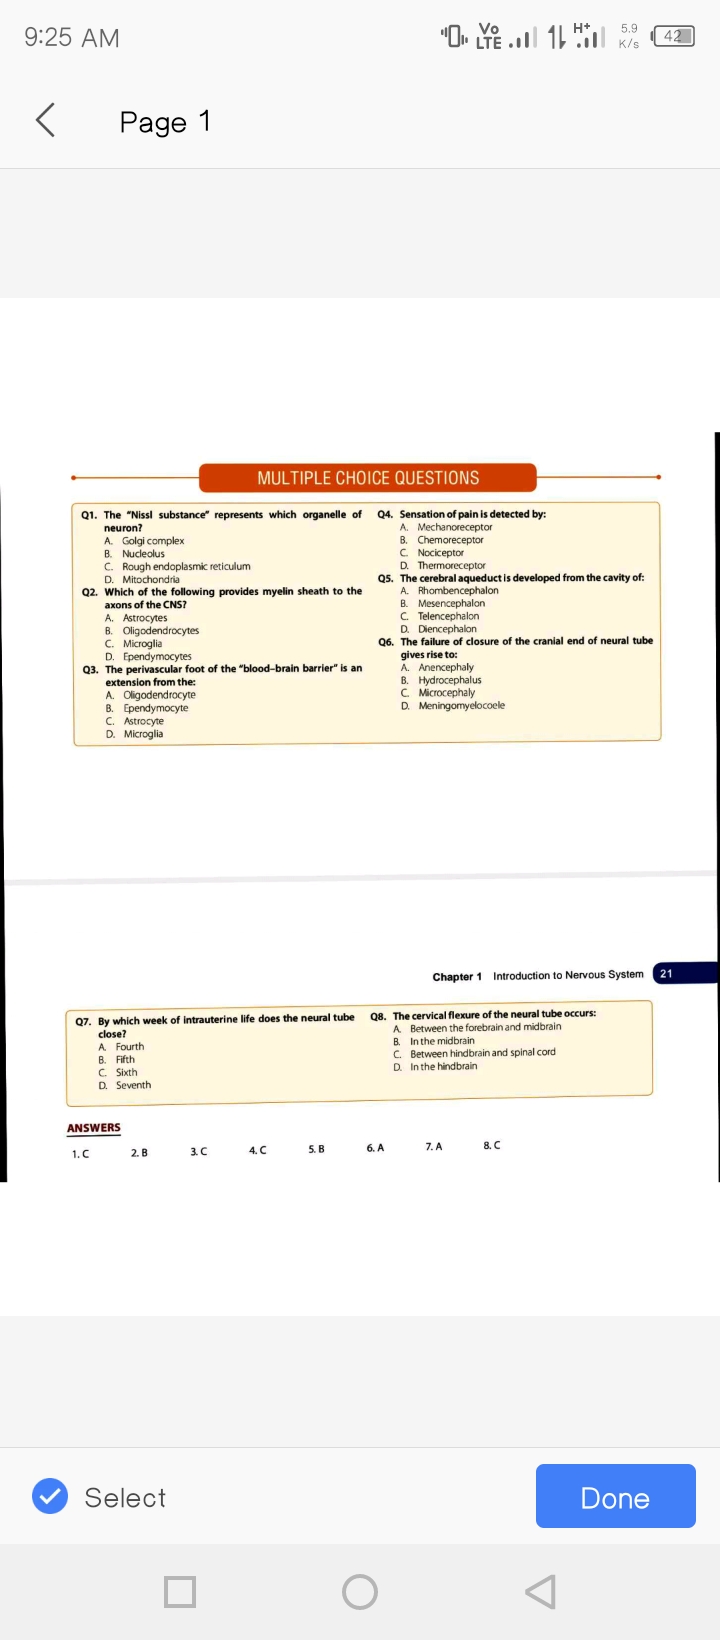 9:25 AM
Vo LTE
H+
5.9 K/s
42
Page 1
MULTIPLE CHOICE QUESTIONS
Q1. The "Nissl substance" represents which organelle of
neuron?
A. Golgi complex
B. Nucleolus
C. Rough endoplasmic reticulum
D. Mitochondria
Q2. Which of the following provides myelin sheath to the
axons of the CNS?
A. Astrocytes
B. Oligodendrocytes
C. Microglia
D. Ependymocytes
Q3. The perivascular foot of the "blood–brain barrier" is an
extension from the:
A. Oligodendrocyte
B. Ependymocyte
C. Astrocyte
D. Microglia
Q4. Sensation of pain is detected by:
A. Mechanoreceptor
B. Chemoreceptor
C. Nociceptor
D. Thermoreceptor
Q5. The cerebral aqueduct is developed from the cavity of:
A. Rhombencephalon
B. Mesencephalon
C. Telencephalon
D. Diencephalon
Q6. The failure of closure of the cranial end of neural tube
gives rise to:
A. Anencephaly
B. Hydrocephalus
C. Microcephaly
D. Meningomyelocoele
Chapter 1 Introduction to Nervous System 21
Q7. By which week of intrauterine life does the neural tube
close?
A. Fourth
B. Fifth
C. Sixth
D. Seventh
Q8. The cervical flexure of the neural tube occurs:
A. Between the forebrain and midbrain
B. In the midbrain
C. Between hindbrain and spinal cord
D. In the hindbrain
ANSWERS
1. C 2. B 3. C 4. C 5. B 6. A 7. A 8. C
Select
Done